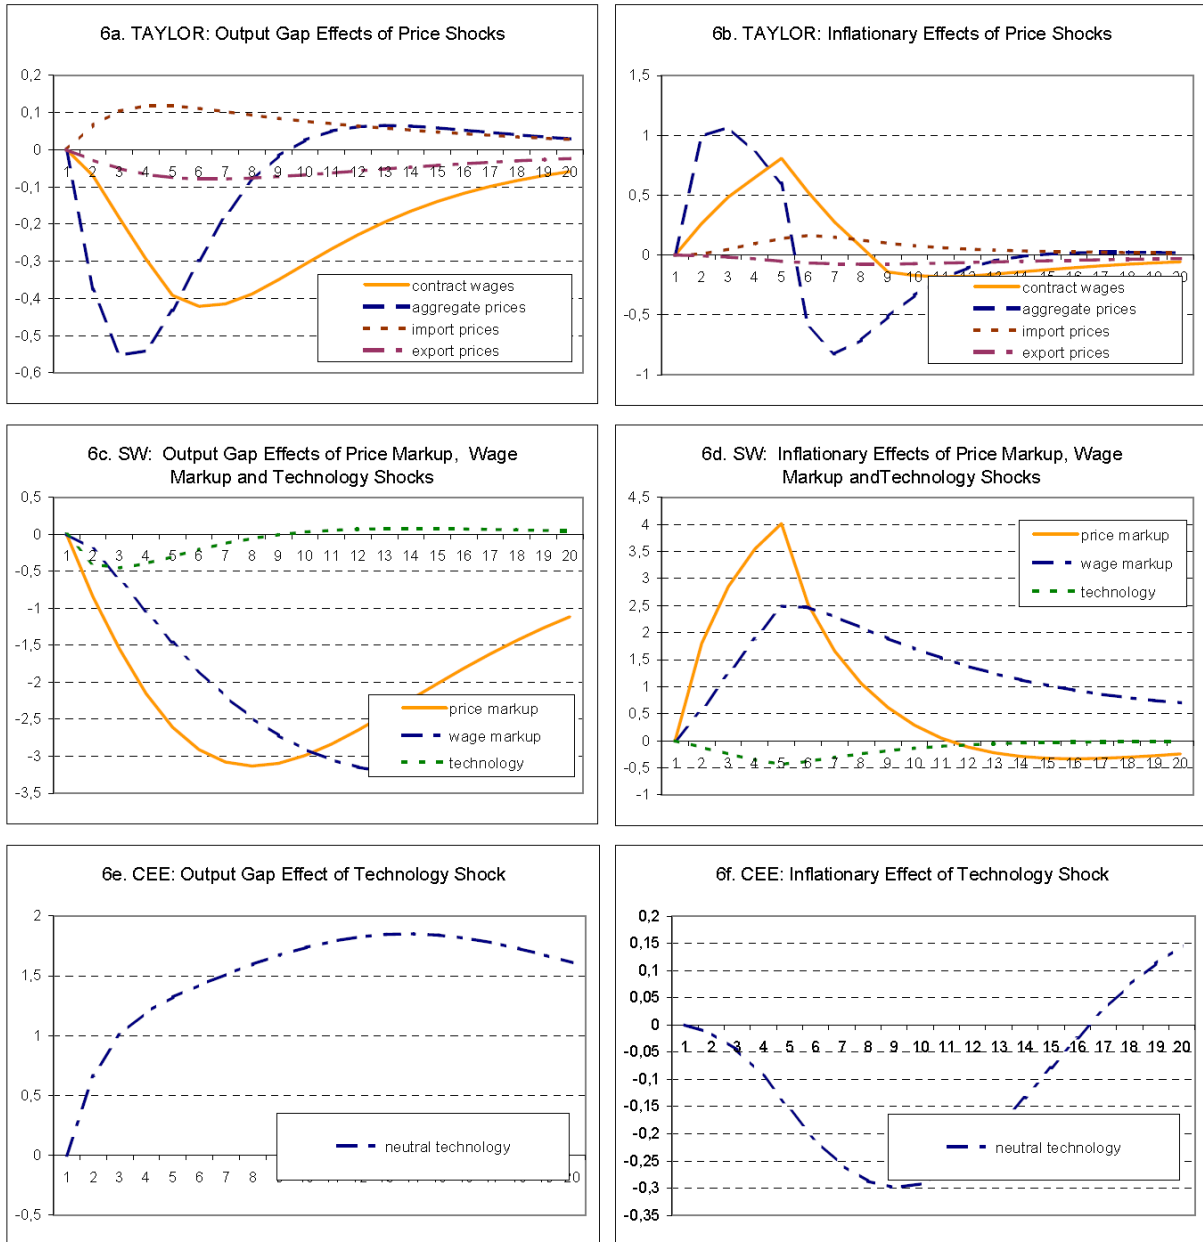 6a. TAYLOR: Output Gap Effects of Price Shocks
0,2
0,1
0
-0,1
-0,2
-0,3
-0,4
-0,5
-0,6
1 2 3 4 5 6 7 8 9 10 11 12 13 14 15 16 17 18 19 20
contract wages
aggregate prices
import prices
export prices
6b. TAYLOR: Inflationary Effects of Price Shocks
1,5
1
0,5
0
-0,5
-1
1 2 3 4 5 6 7 8 9 10 11 12 13 14 15 16 17 18 19 20
contract wages
aggregate prices
import prices
export prices
6c. SW: Output Gap Effects of Price Markup, Wage
Markup and Technology Shocks
0,5
0
-0,5
-1
-1,5
-2
-2,5
-3
-3,5
1 2 3 4 5 6 7 8 9 10 11 12 13 14 15 16 17 18 19 20
price markup
wage markup
technology
6d. SW: Inflationary Effects of Price Markup, Wage
Markup andTechnology Shocks
4,5
4
3,5
3
2,5
2
1,5
1
0,5
0
-0,5
-1
1 2 3 4 5 6 7 8 9 10 11 12 13 14 15 16 17 18 19 20
price markup
wage markup
technology
6e. CEE: Output Gap Effect of Technology Shock
2
1,5
1
0,5
0
-0,5
1 2 3 4 5 6 7 8 20
neutral technology
6f. CEE: Inflationary Effect of Technology Shock
0,2
0,15
0,1
0,05
0
-0,05
-0,1
-0,15
-0,2
-0,25
-0,3
-0,35
1 2 3 4 5 6 7 8 9 10 11 12 13 14 15 16 17 18 19 20
neutral technology